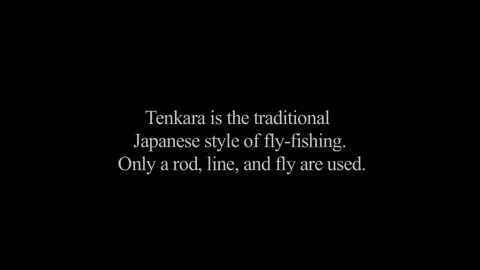 Tenkara is the traditional
Japanese style of fly-fishing.
Only a rod, line, and fly are used.